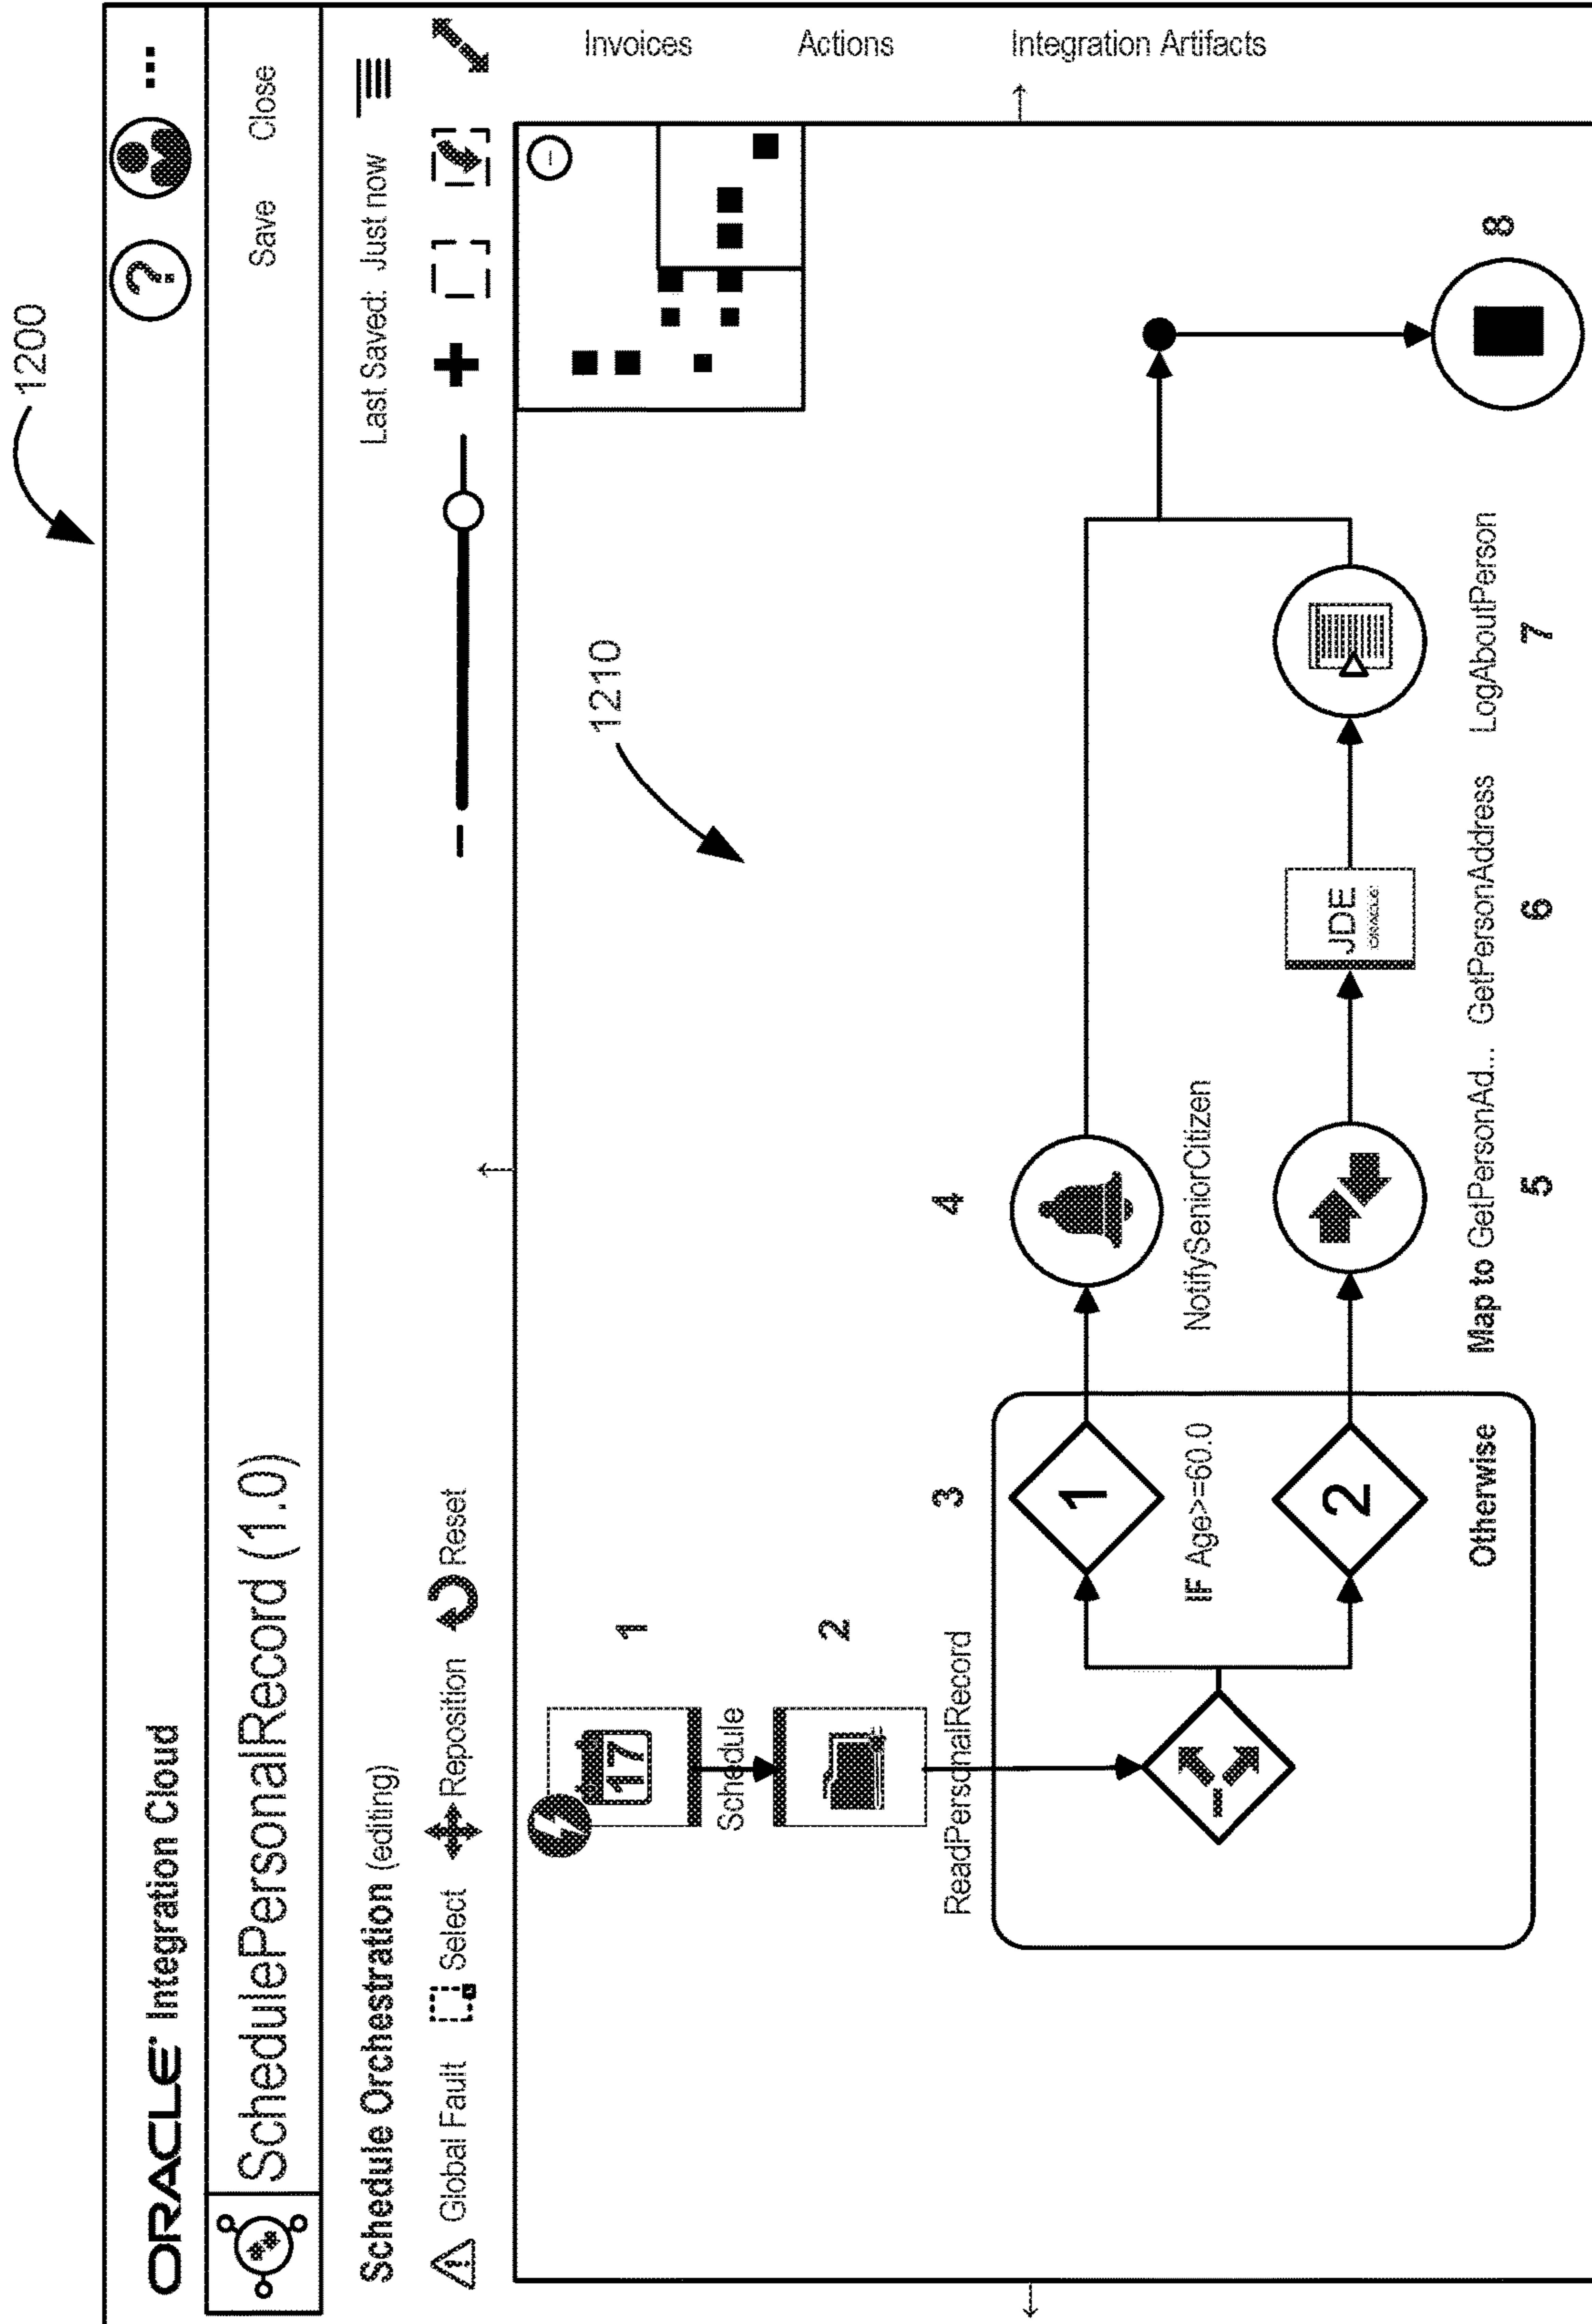 1200
ORACLE® Integration Cloud
?
SchedulePersonalRecord (1.0)
Save Close
Schedule Orchestration (editing)
Last Saved: Just now
Global Fault Select Reposition Reset
Invoices
Actions
Integration Artifacts
17
1
Schedule
1210
2
ReadPersonalRecord
3
4
1
IF Age>=60.0
NotifySeniorCitizen
2
JDE
ORACLE
Otherwise
Map to GetPersonAd... GetPersonAddress LogAboutPerson
5 6 7 8